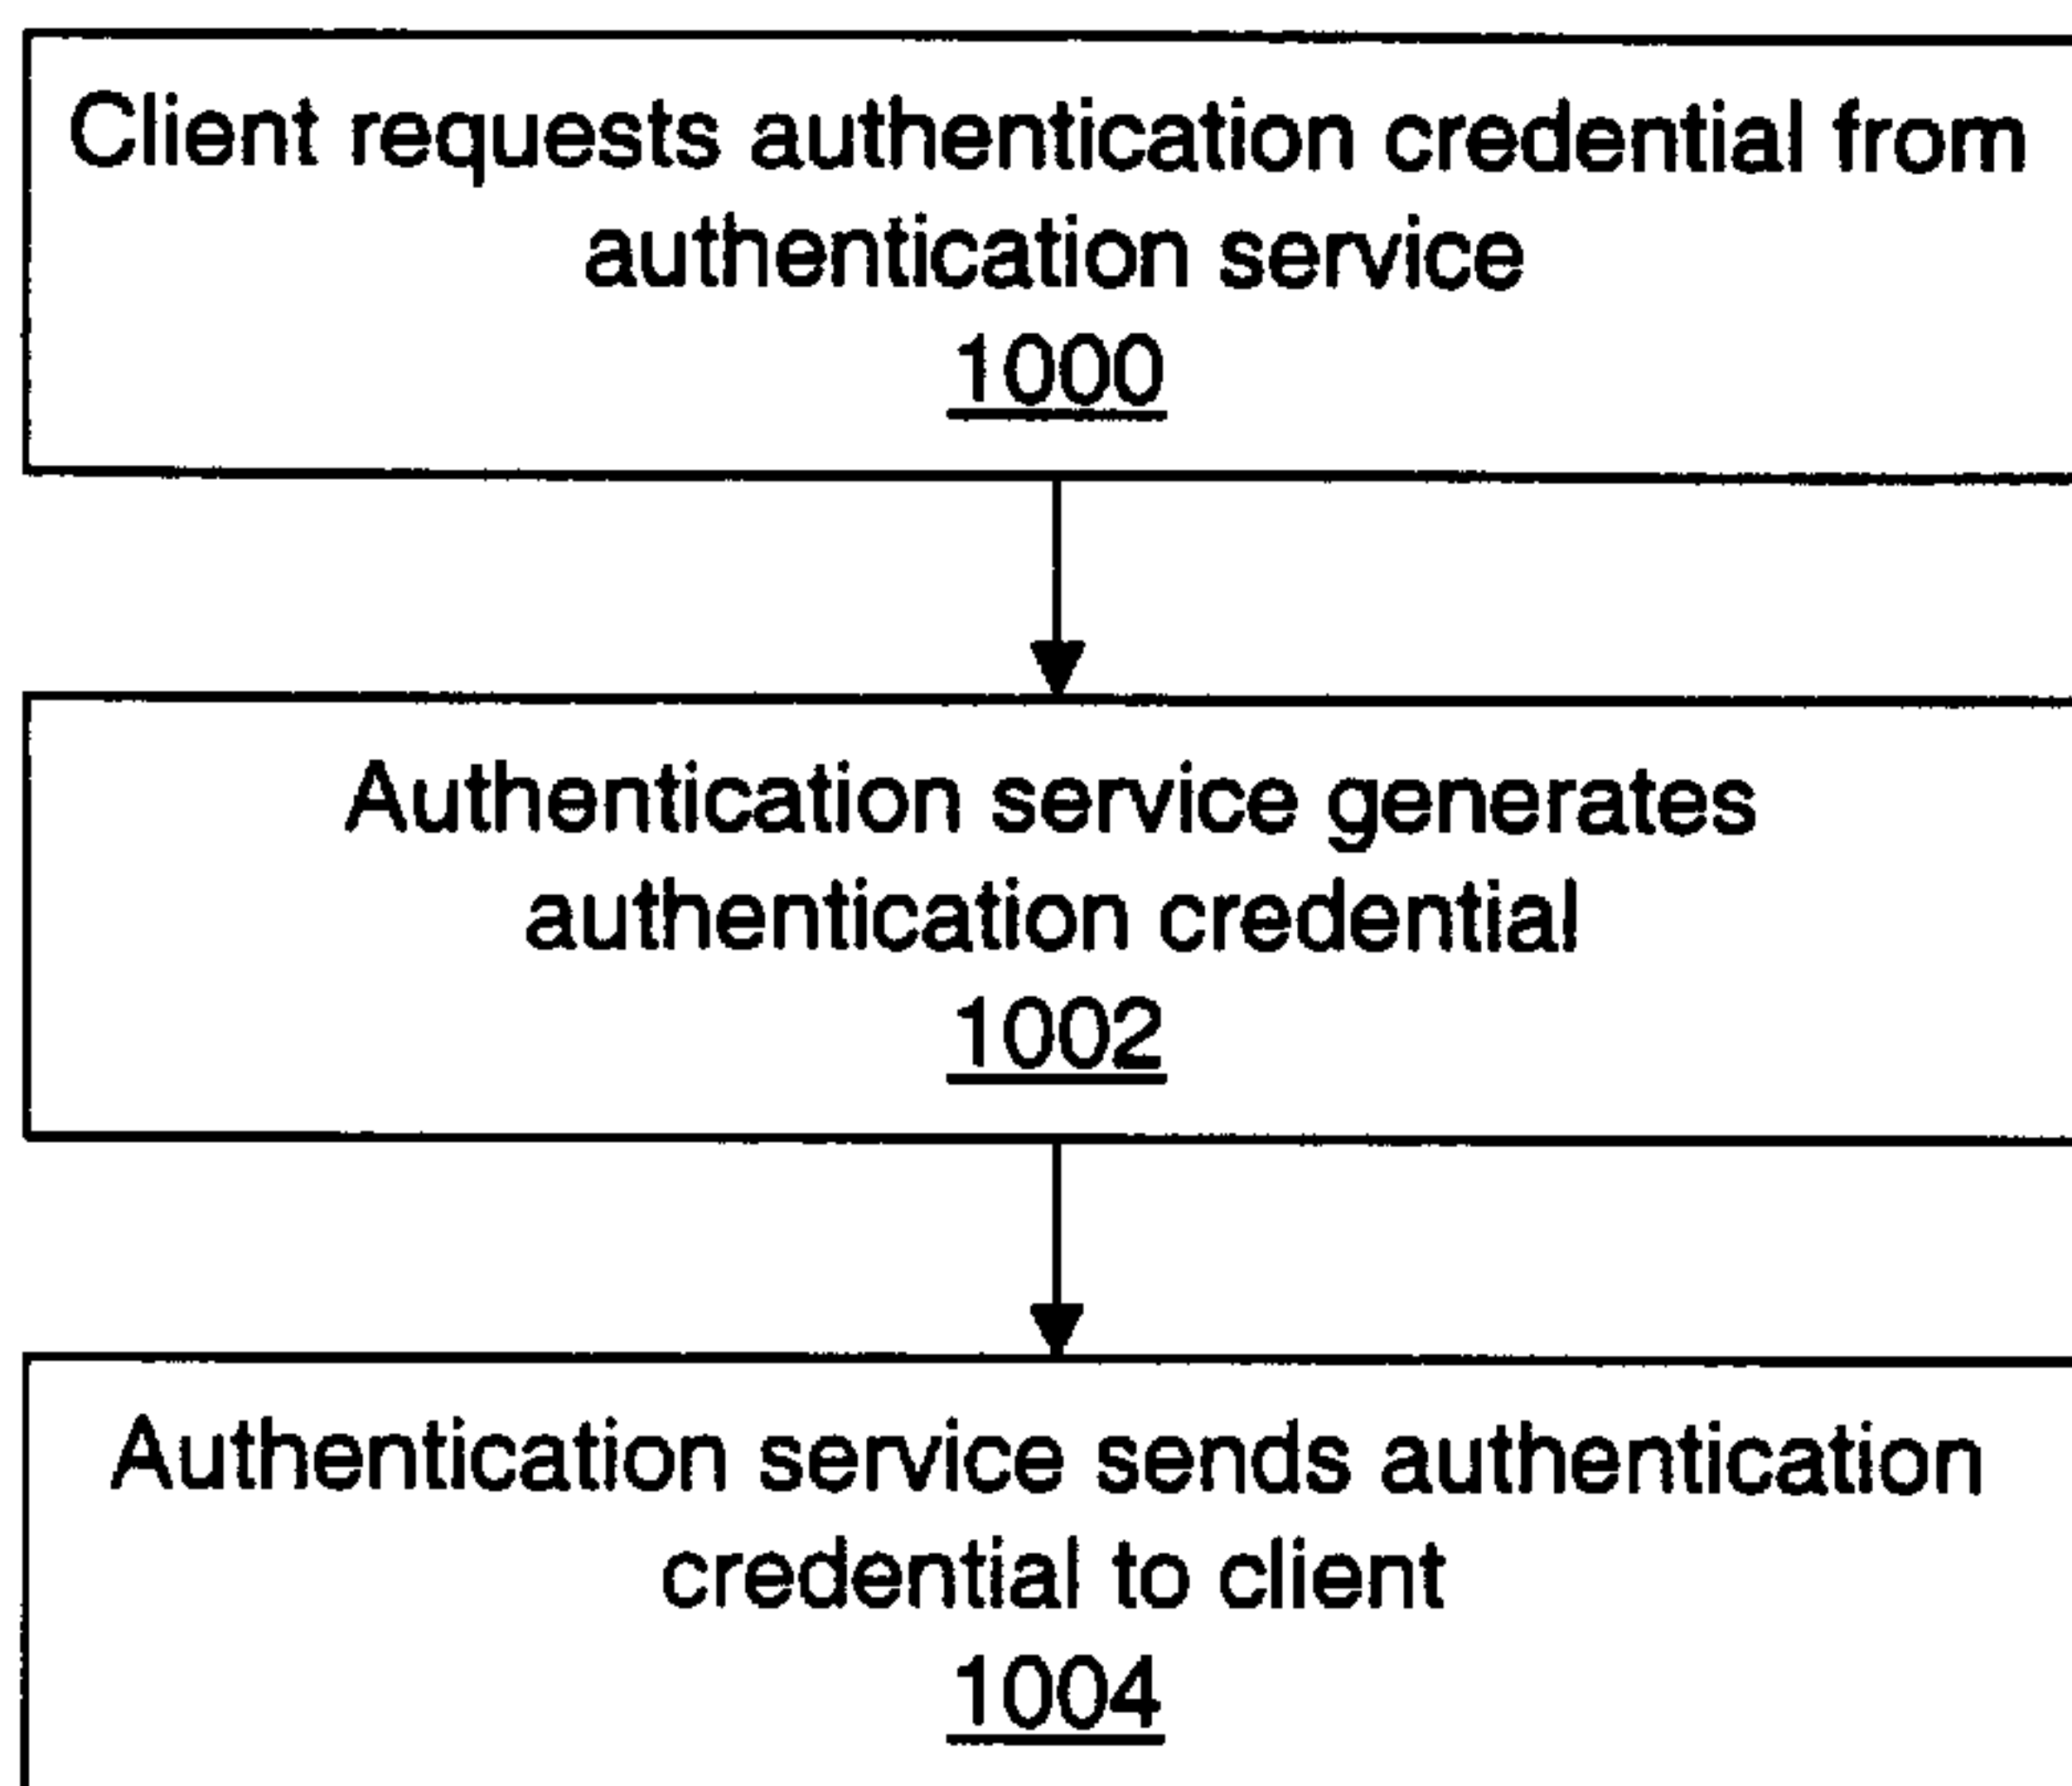 Client requests authentication credential from
authentication service
1000
Authentication service generates
authentication credential
1002
Authentication service sends authentication
credential to client
1004